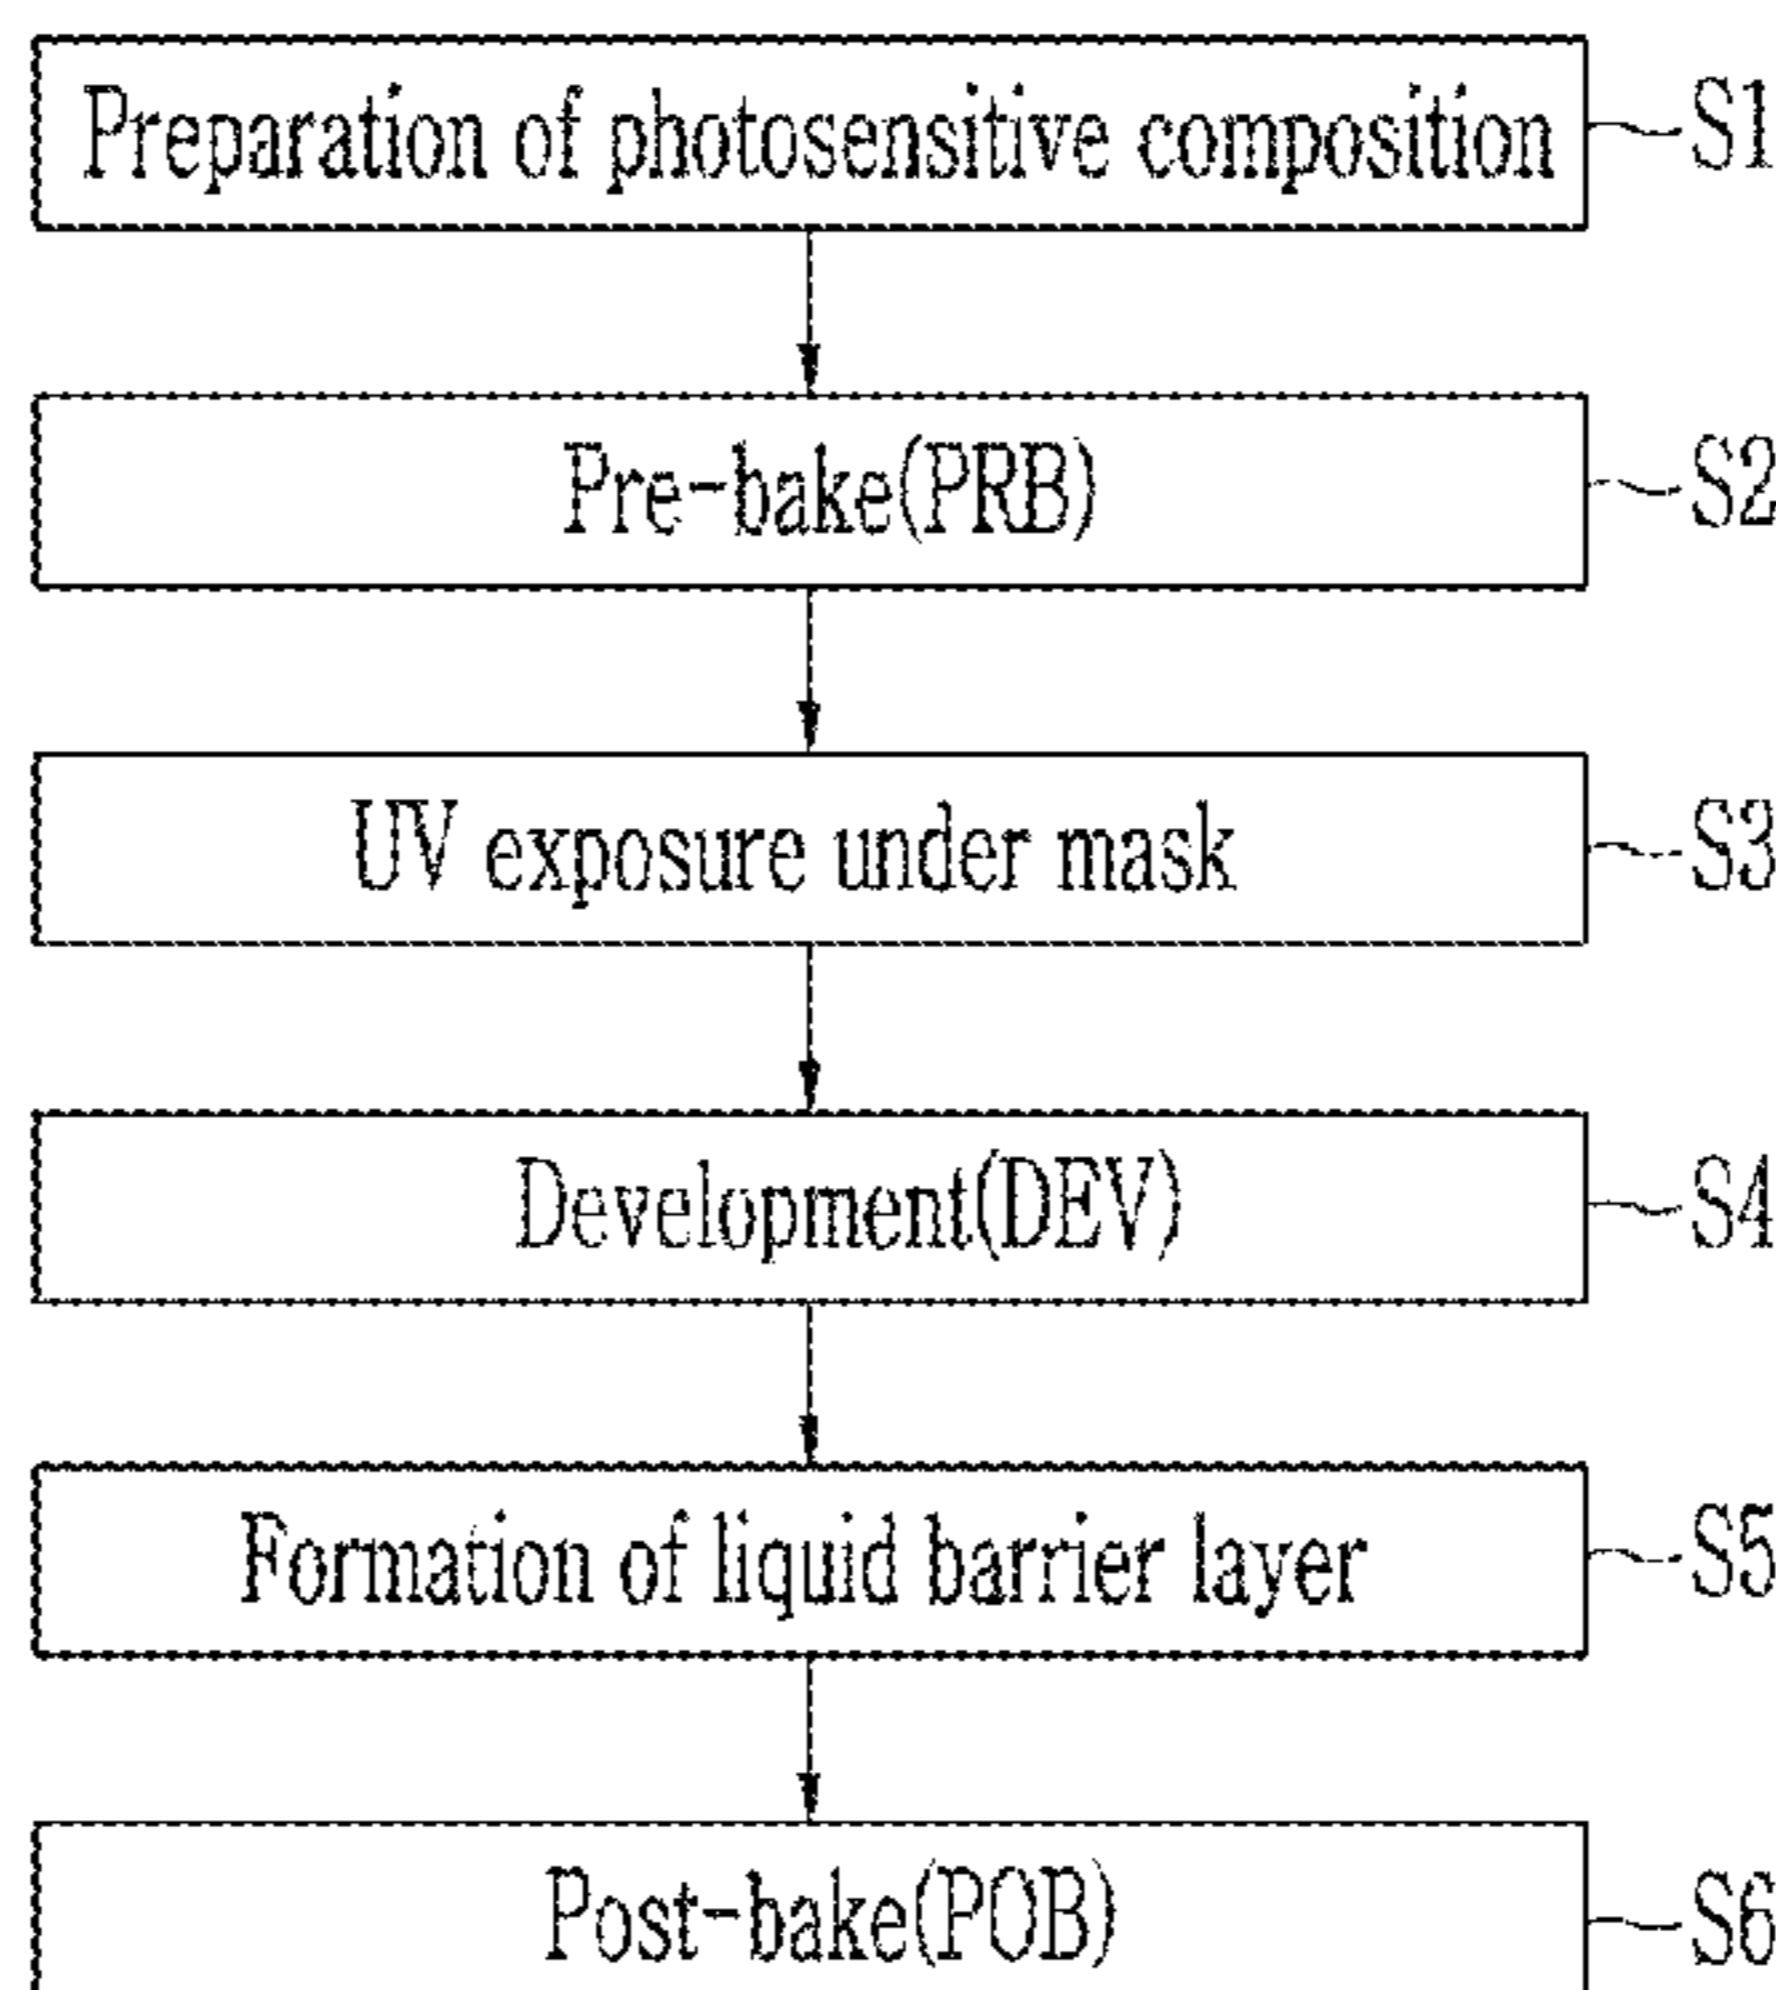 Preparation of photosensitive composition S1
Pre-bake(PRB) S2
UV exposure under mask S3
Development(DEV) S4
Formation of liquid barrier layer S5
Post-bake(POB) S6